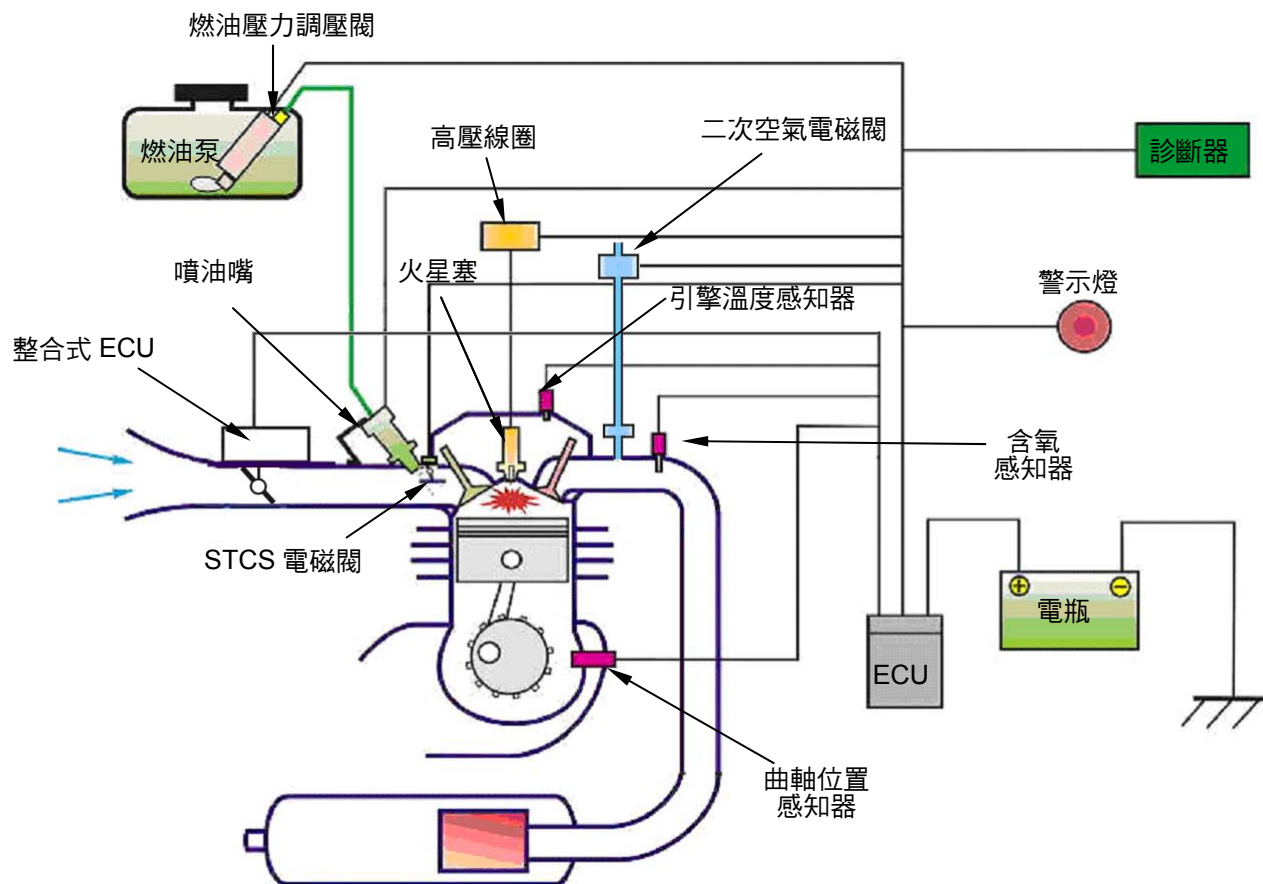 燃油壓力調壓閥
燃油泵
高壓線圈
二次空氣電磁閥
診斷器
噴油嘴
火星塞
引擎溫度感知器
警示燈
整合式 ECU
含氧
感知器
STCS 電磁閥
電瓶
ECU
曲軸位置
感知器